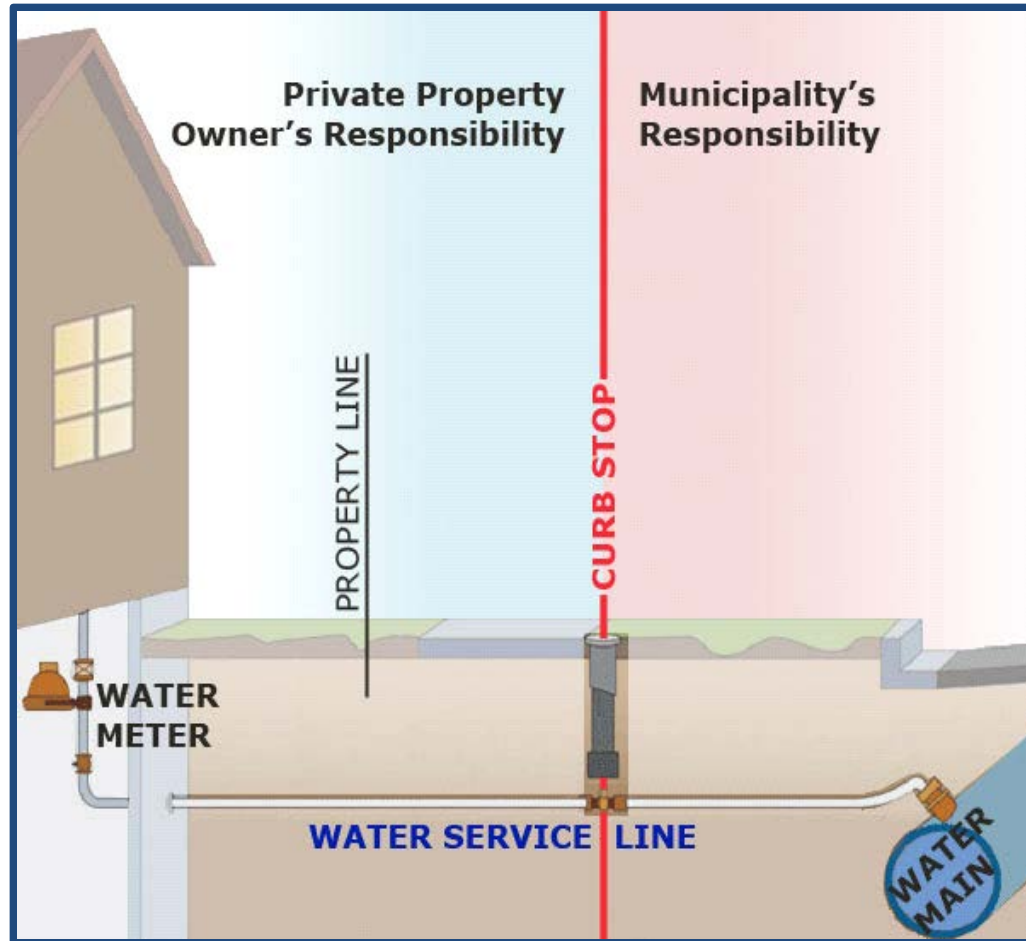 Private Property
Owner's Responsibility
Municipality's
Responsibility
PROPERTY LINE
CURB STOP
WATER
METER
WATER SERVICE LINE
WATER
MAIN